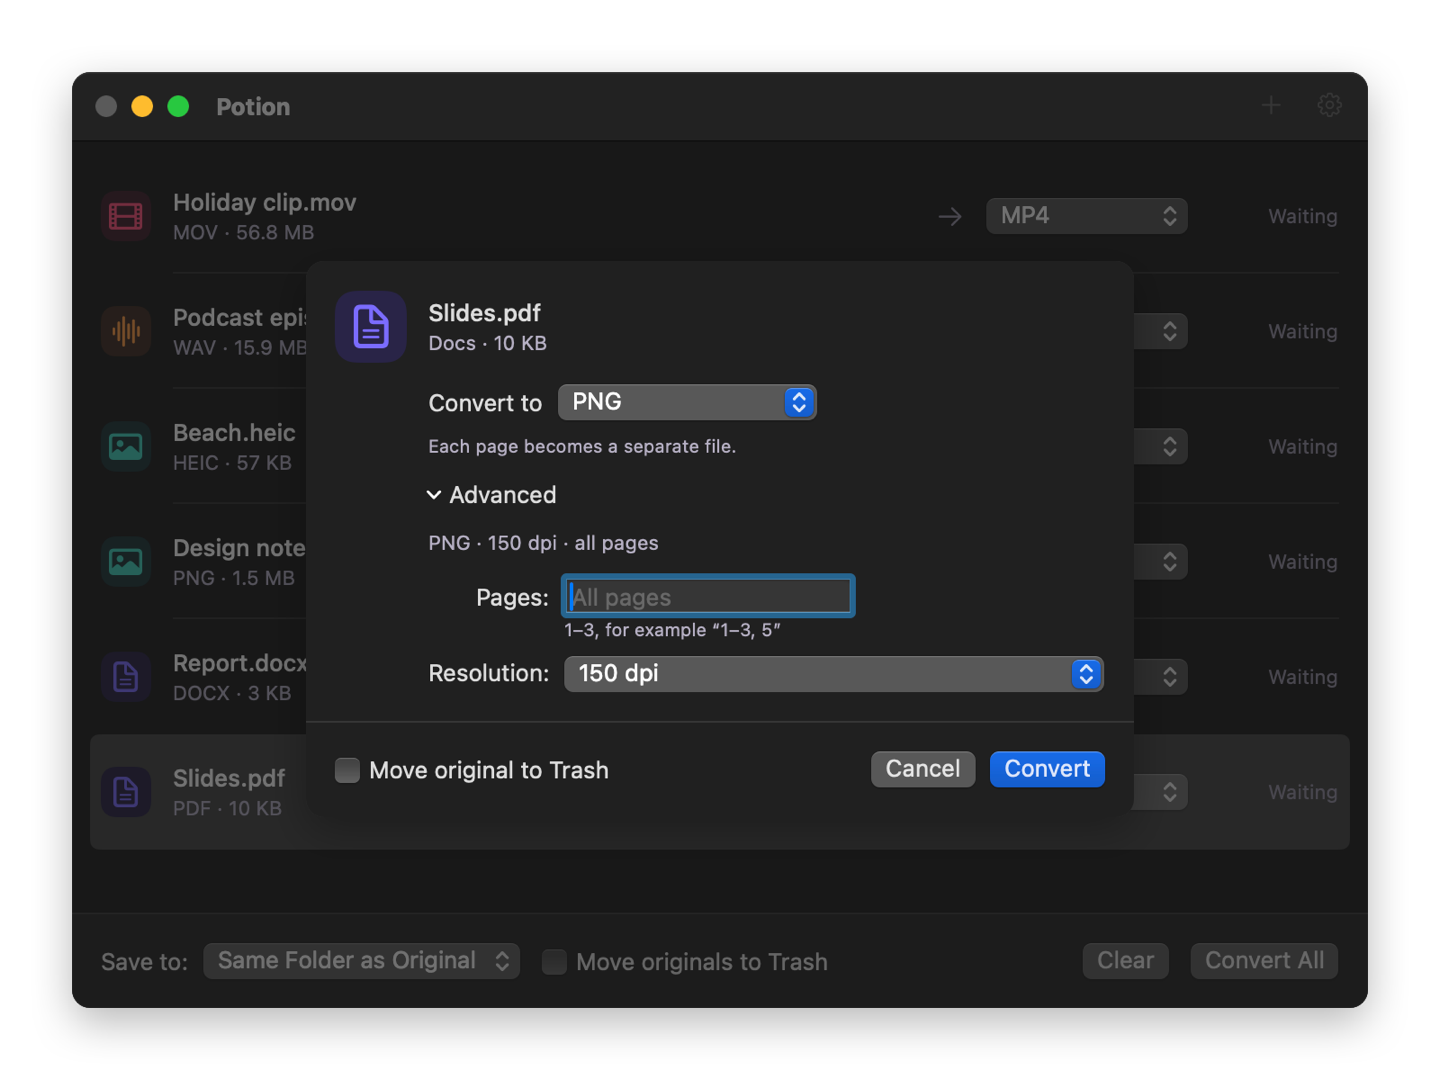 Potion
Holiday clip.mov
MOV · 56.8 MB
MP4
Waiting
Podcast
WAV · 15.9 MB
Waiting
Beach.heic
HEIC · 57 KB
Waiting
Design
PNG · 1.5 MB
Waiting
Report.docx
DOCX · 3 KB
Waiting
Slides.pdf
PDF · 10 KB
Waiting
Slides.pdf
Docs · 10 KB
Convert to PNG
Each page becomes a separate file.
Advanced
PNG · 150 dpi · all pages
Pages: All pages
1–3, for example “1–3, 5”
Resolution: 150 dpi
Move original to Trash
Cancel
Convert
Save to: Same Folder as Original
Move originals to Trash
Clear
Convert All